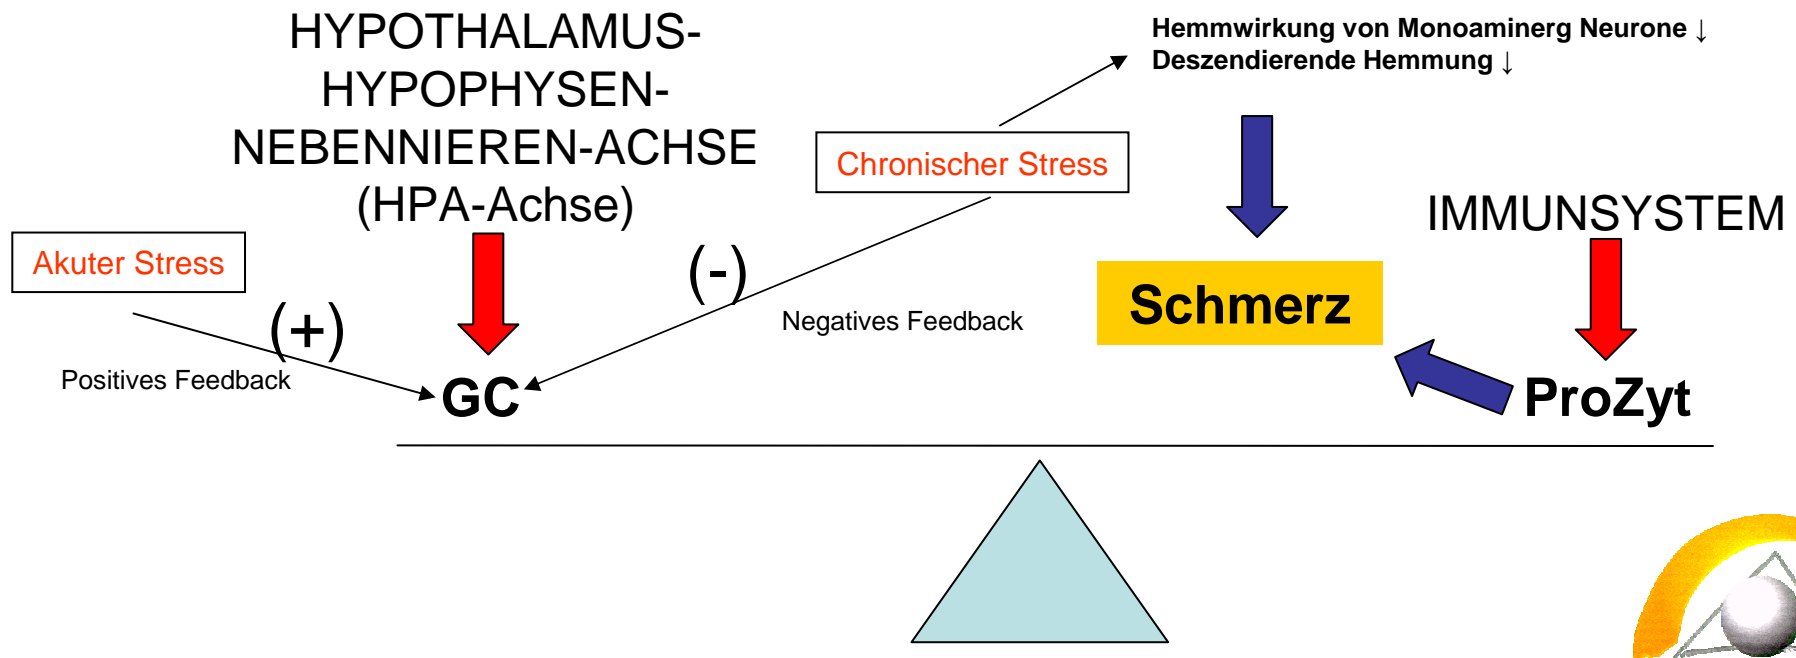 HYPOTHALAMUS-
HYPOPHYSEN-
NEBENNIEREN-ACHSE
(HPA-Achse)
Hemmwirkung von Monoaminerg Neurone ↓
Deszendierende Hemmung ↓
Chronischer Stress
IMMUNSYSTEM
Akuter Stress
(+)
Positives Feedback
(-)
Negatives Feedback
Schmerz
GC
ProZyt